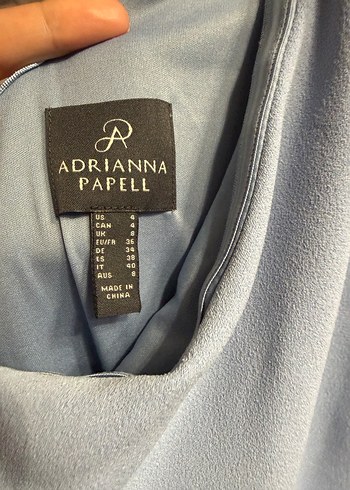 ADRIANNA
PAPELL
US 4
CAN 4
UK 8
EU/FR 36
DE 34
ES 38
IT 40
AUS 8
MADE IN
CHINA